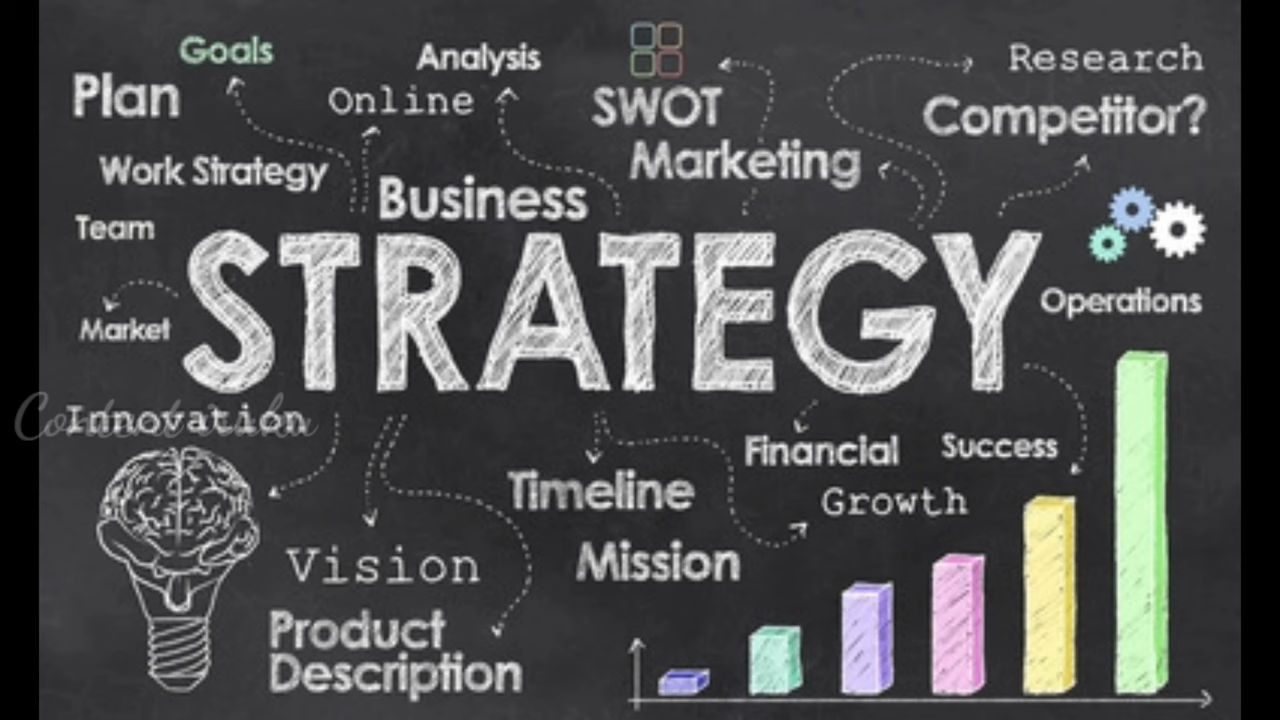 Goals
Analysis
Research
Plan
Online
SWOT
Competitor?
Work Strategy
Marketing
Business
Team
STRATEGY
Operations
Market
Innovation
Financial
Success
Timeline
Growth
Vision
Mission
Product
Description